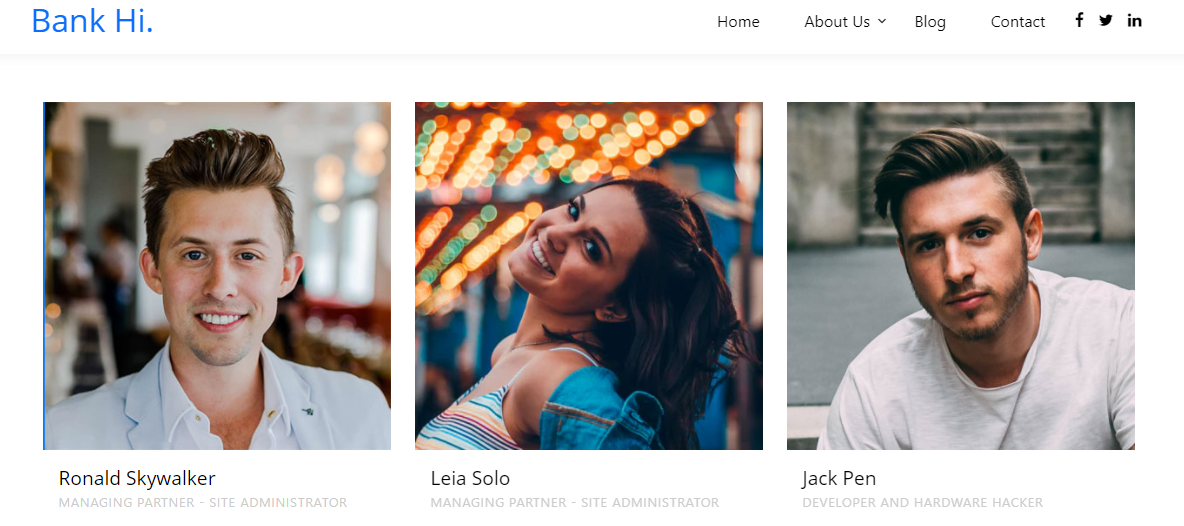 Bank Hi.
Home About Us Blog Contact
Ronald Skywalker
MANAGING PARTNER - SITE ADMINISTRATOR
Leia Solo
MANAGING PARTNER - SITE ADMINISTRATOR
Jack Pen
DEVELOPER AND HARDWARE HACKER